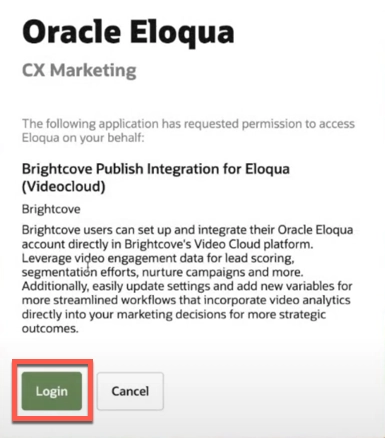 Oracle Eloqua
CX Marketing
The following application has requested permission to access
Eloqua on your behalf:
Brightcove Publish Integration for Eloqua
(Videocloud)
Brightcove
Brightcove users can set up and integrate their Oracle Eloqua
account directly in Brightcove's Video Cloud platform.
Leverage video engagement data for lead scoring,
segmentation efforts, nurture campaigns and more.
Additionally, easily update settings and add new variables for
more streamlined workflows that incorporate video analytics
directly into your marketing decisions for more strategic
outcomes.
Login Cancel